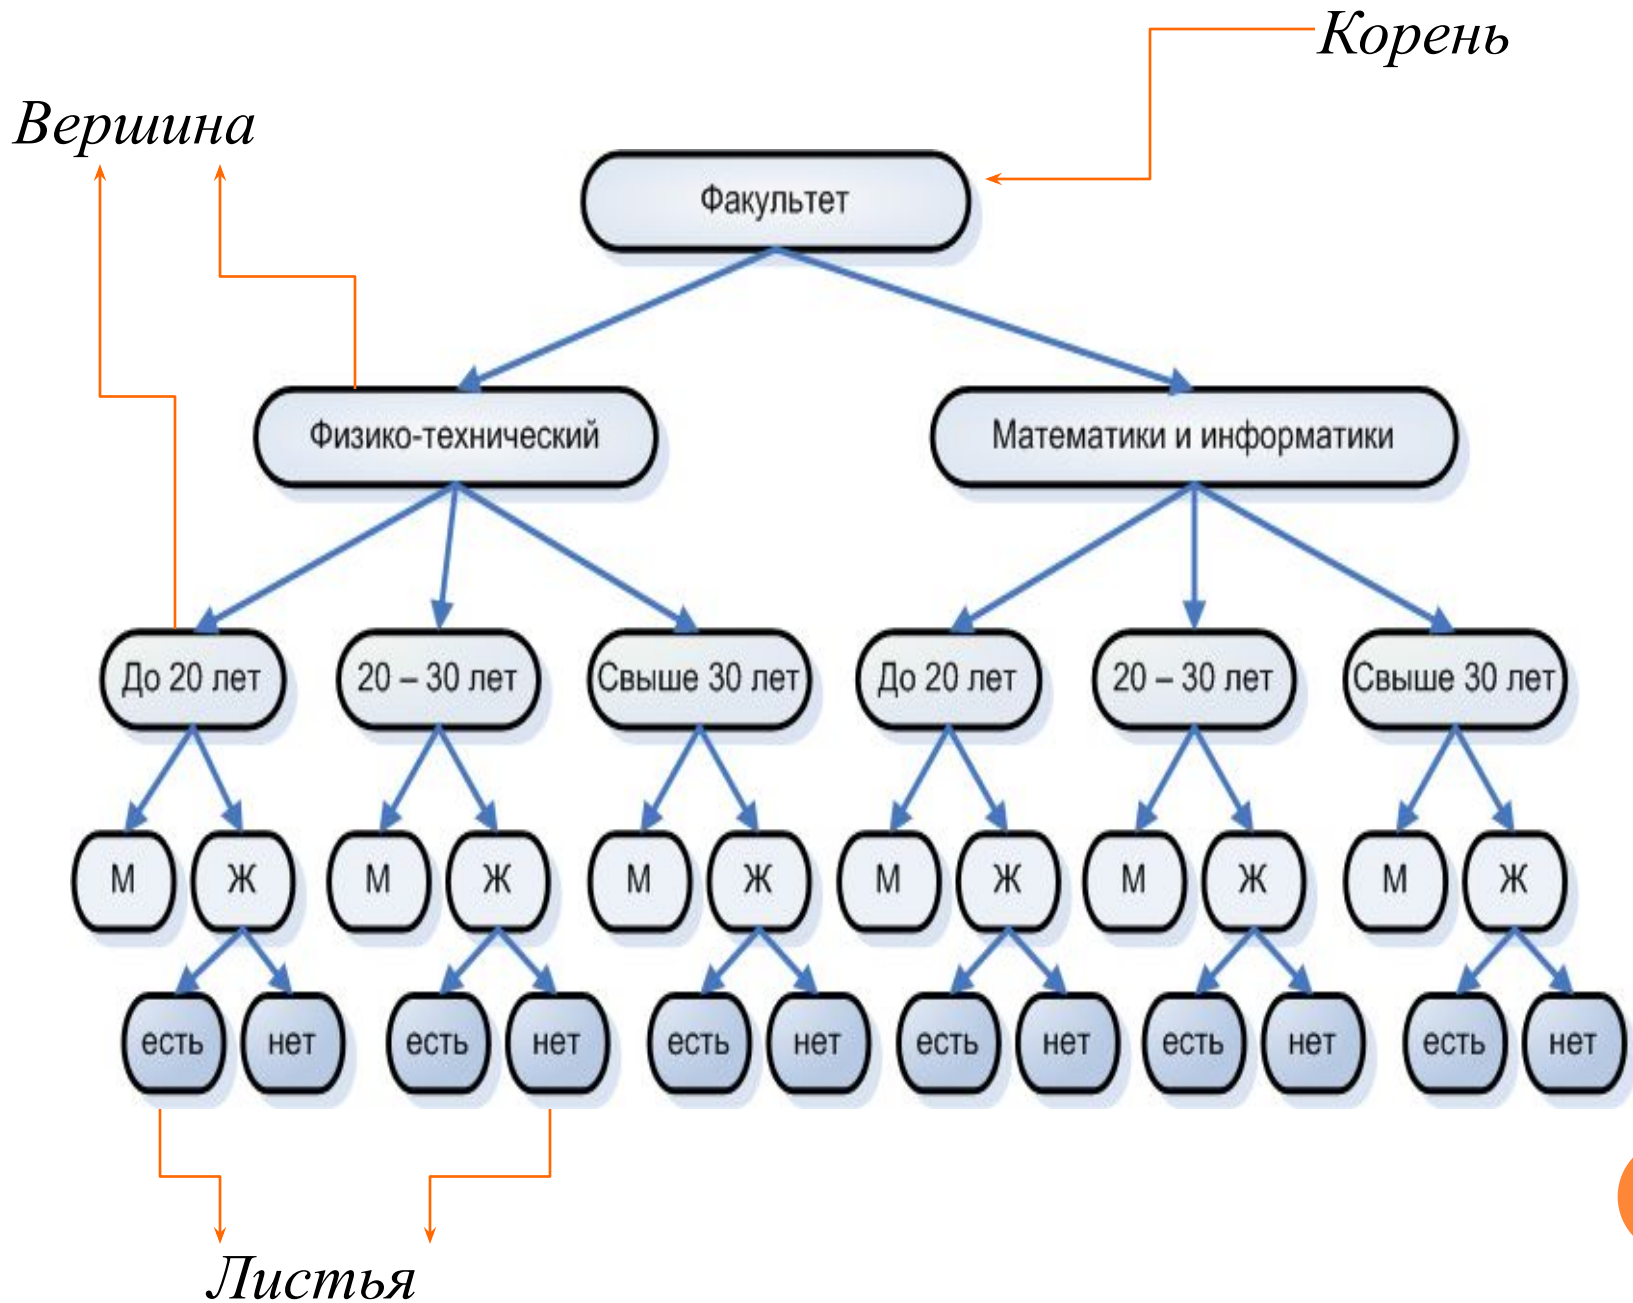 Корень
Вершина
Факультет
Физико-технический
Математики и информатики
До 20 лет
20 – 30 лет
Свыше 30 лет
До 20 лет
20 – 30 лет
Свыше 30 лет
М
Ж
М
Ж
М
Ж
М
Ж
М
Ж
М
Ж
есть
нет
есть
нет
есть
нет
есть
нет
есть
нет
есть
нет
Листья